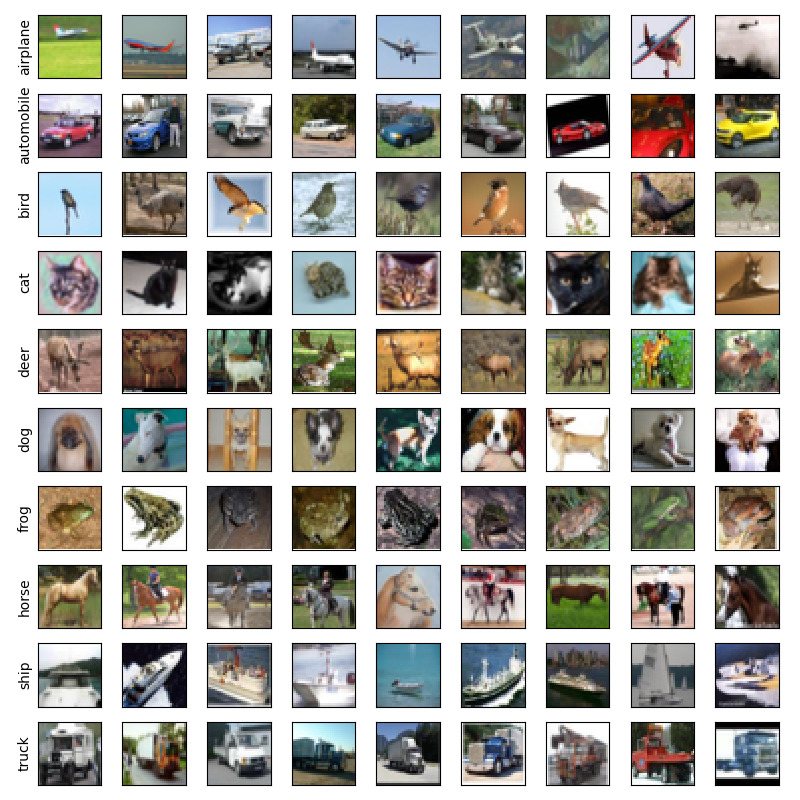 airplane
automobile
bird
cat
deer
dog
frog
horse
ship
truck